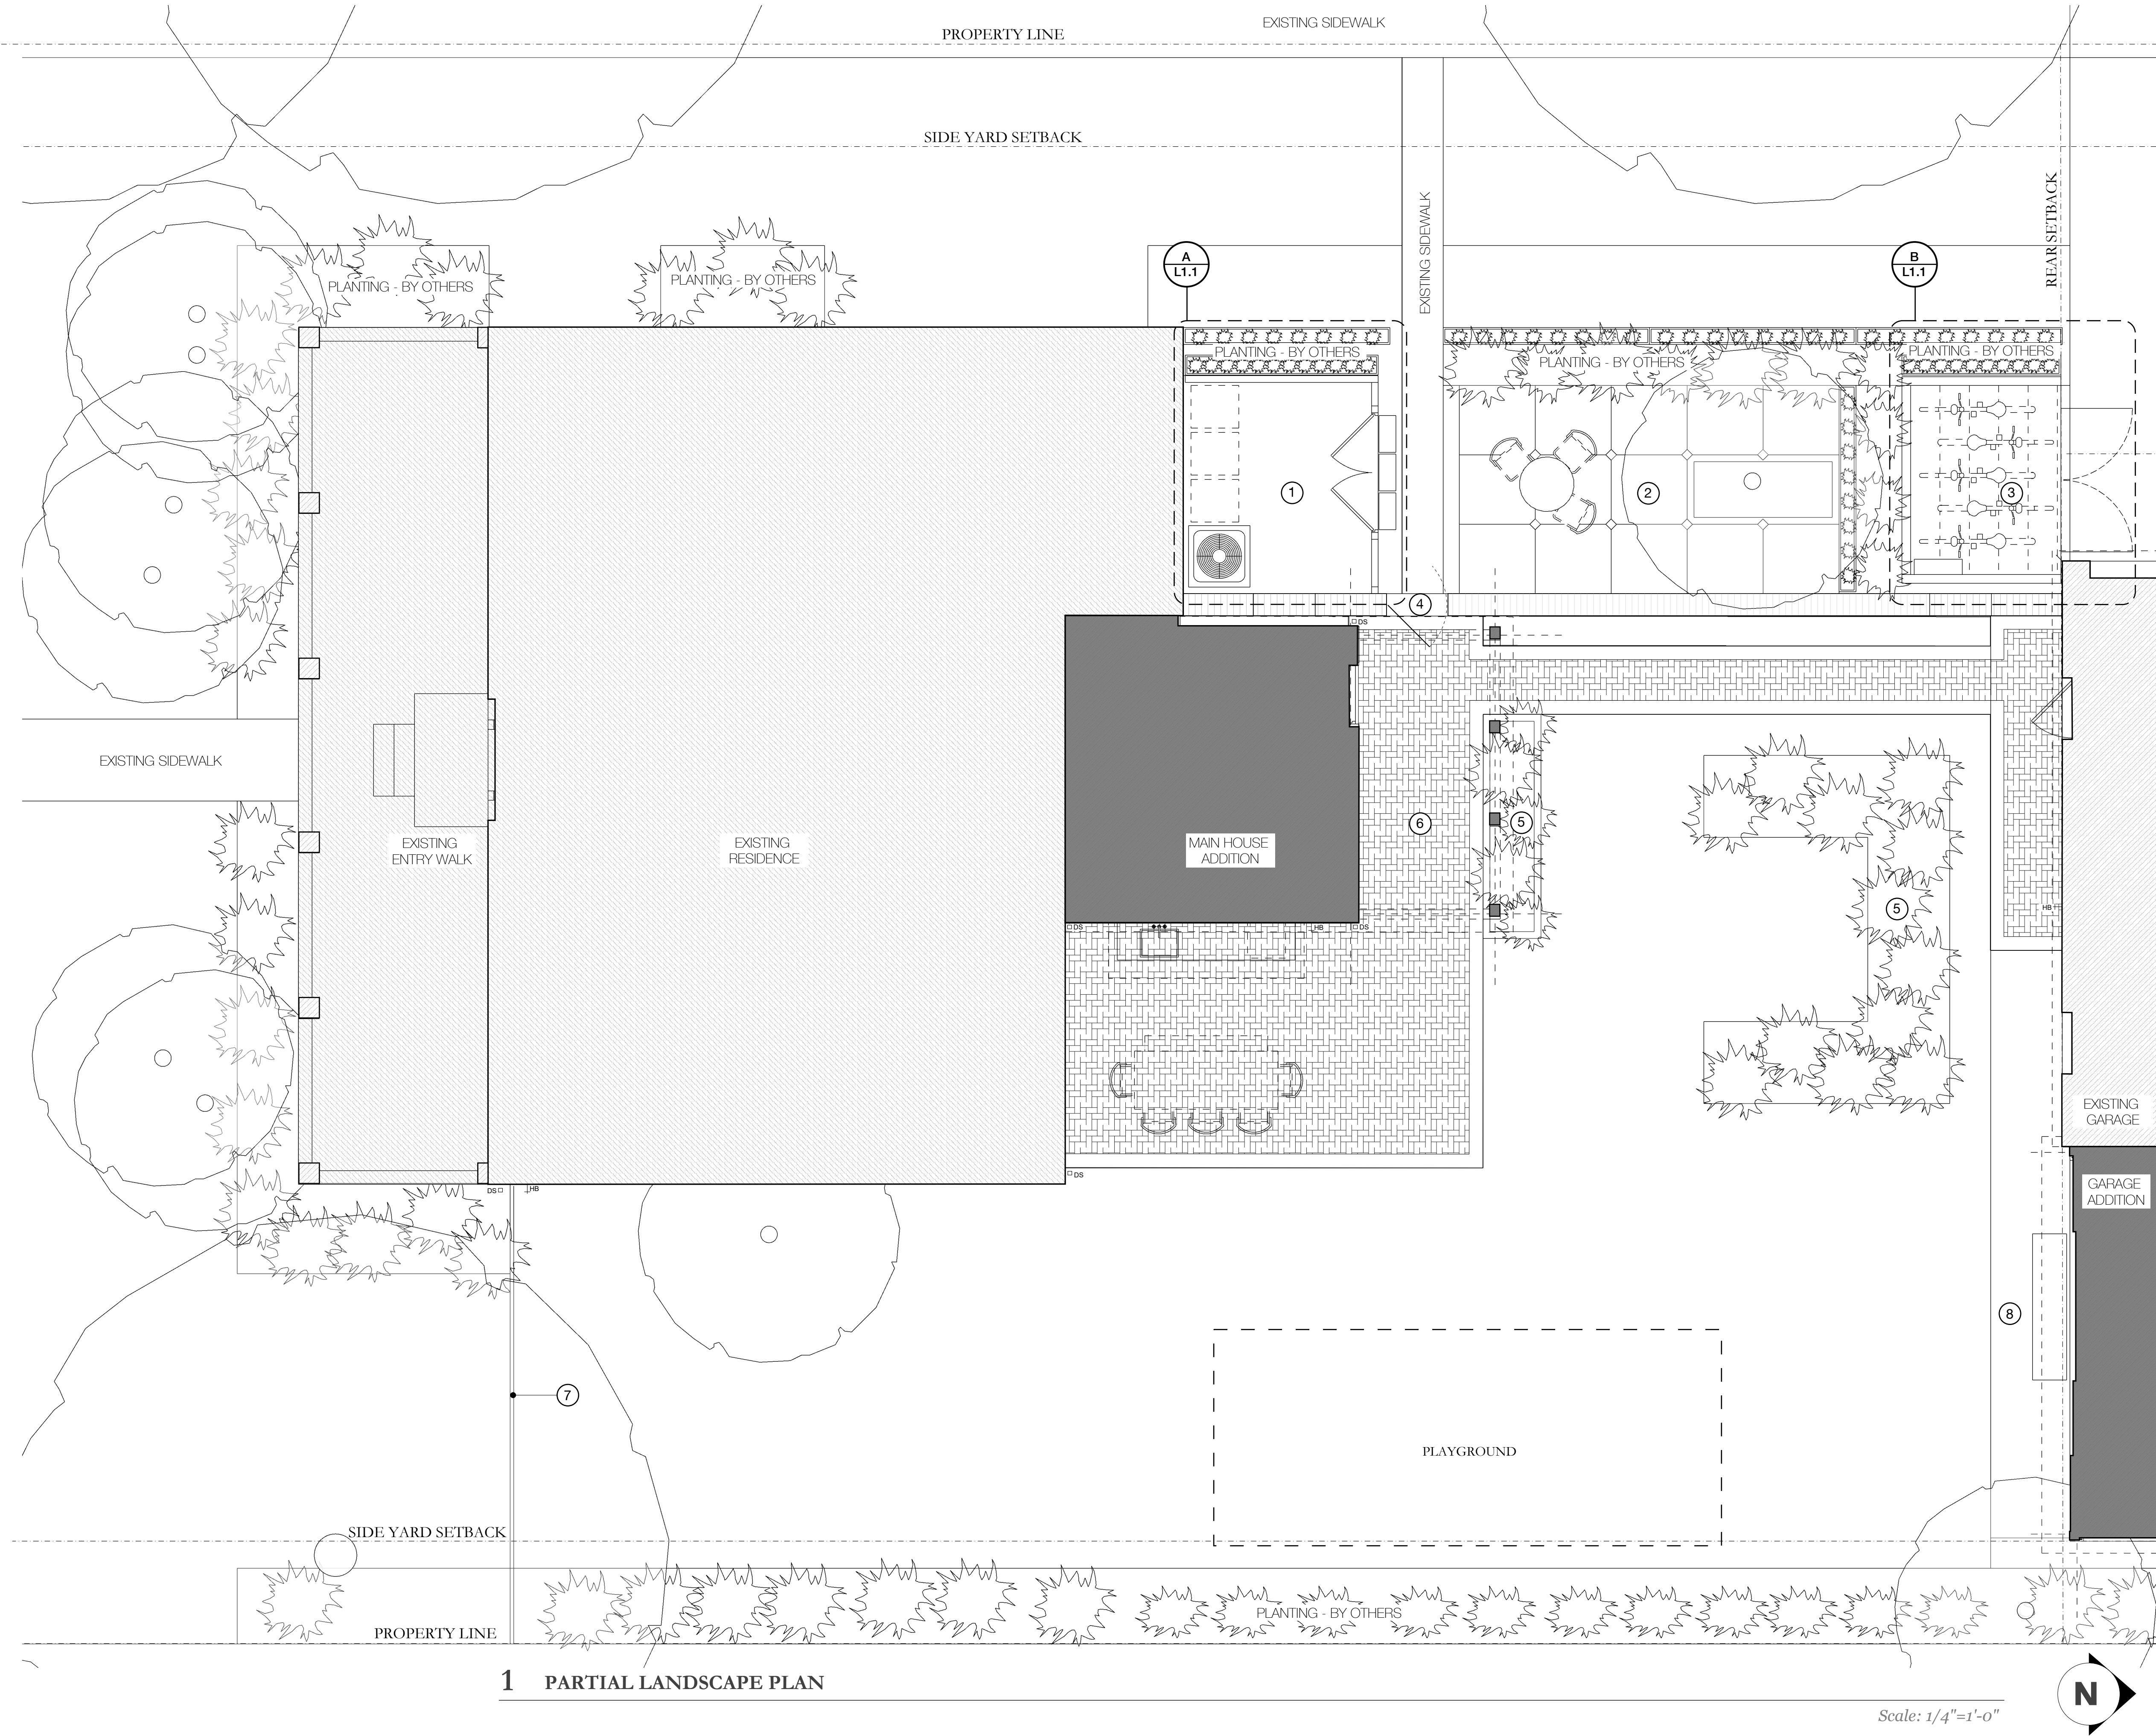 EXISTING SIDEWALK
PROPERTY LINE
SIDE YARD SETBACK
REAR SETBACK
EXISTING SIDEWALK
A
L1.1
B
L1.1
PLANTING - BY OTHERS
PLANTING - BY OTHERS
PLANTING - BY OTHERS
PLANTING - BY OTHERS
PLANTING - BY OTHERS
1
2
3
4
DS
EXISTING SIDEWALK
EXISTING
ENTRY WALK
EXISTING
RESIDENCE
MAIN HOUSE
ADDITION
6
5
5
HB
DS
HB
DS
EXISTING
GARAGE
DS
DS
HB
GARAGE
ADDITION
8
7
PLAYGROUND
SIDE YARD SETBACK
PLANTING - BY OTHERS
PROPERTY LINE
1 PARTIAL LANDSCAPE PLAN
N
Scale: 1/4"=1'-0"